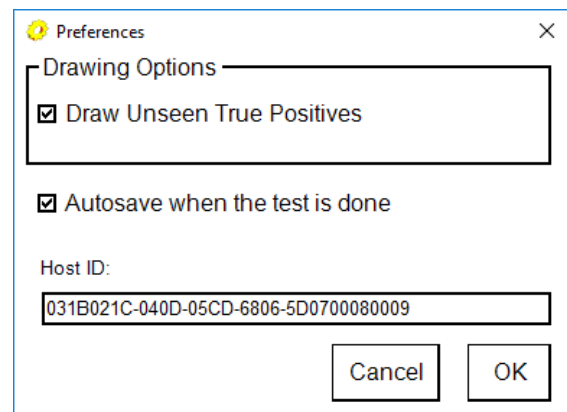 Preferences
Drawing Options
Draw Unseen True Positives
Autosave when the test is done
Host ID:
031B021C-040D-05CD-6806-5D0700080009
Cancel OK